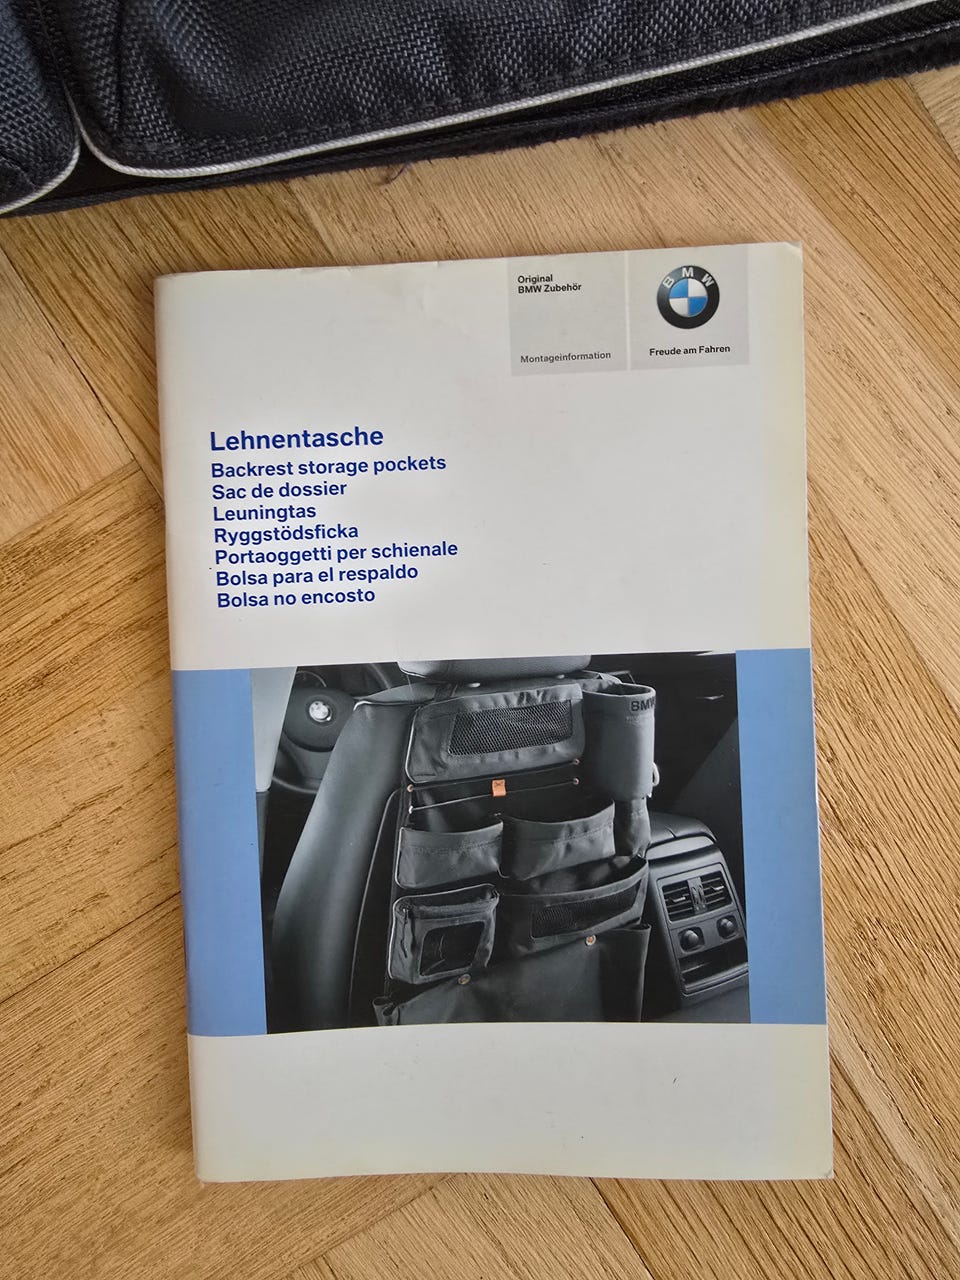 Original
BMW Zubehör
Montageinformation
BMW
Freude am Fahren
Lehnentasche
Backrest storage pockets
Sac de dossier
Leuningtas
Ryggstödsficka
Portaoggetti per schienale
Bolsa para el respaldo
Bolsa no encosto
BMW